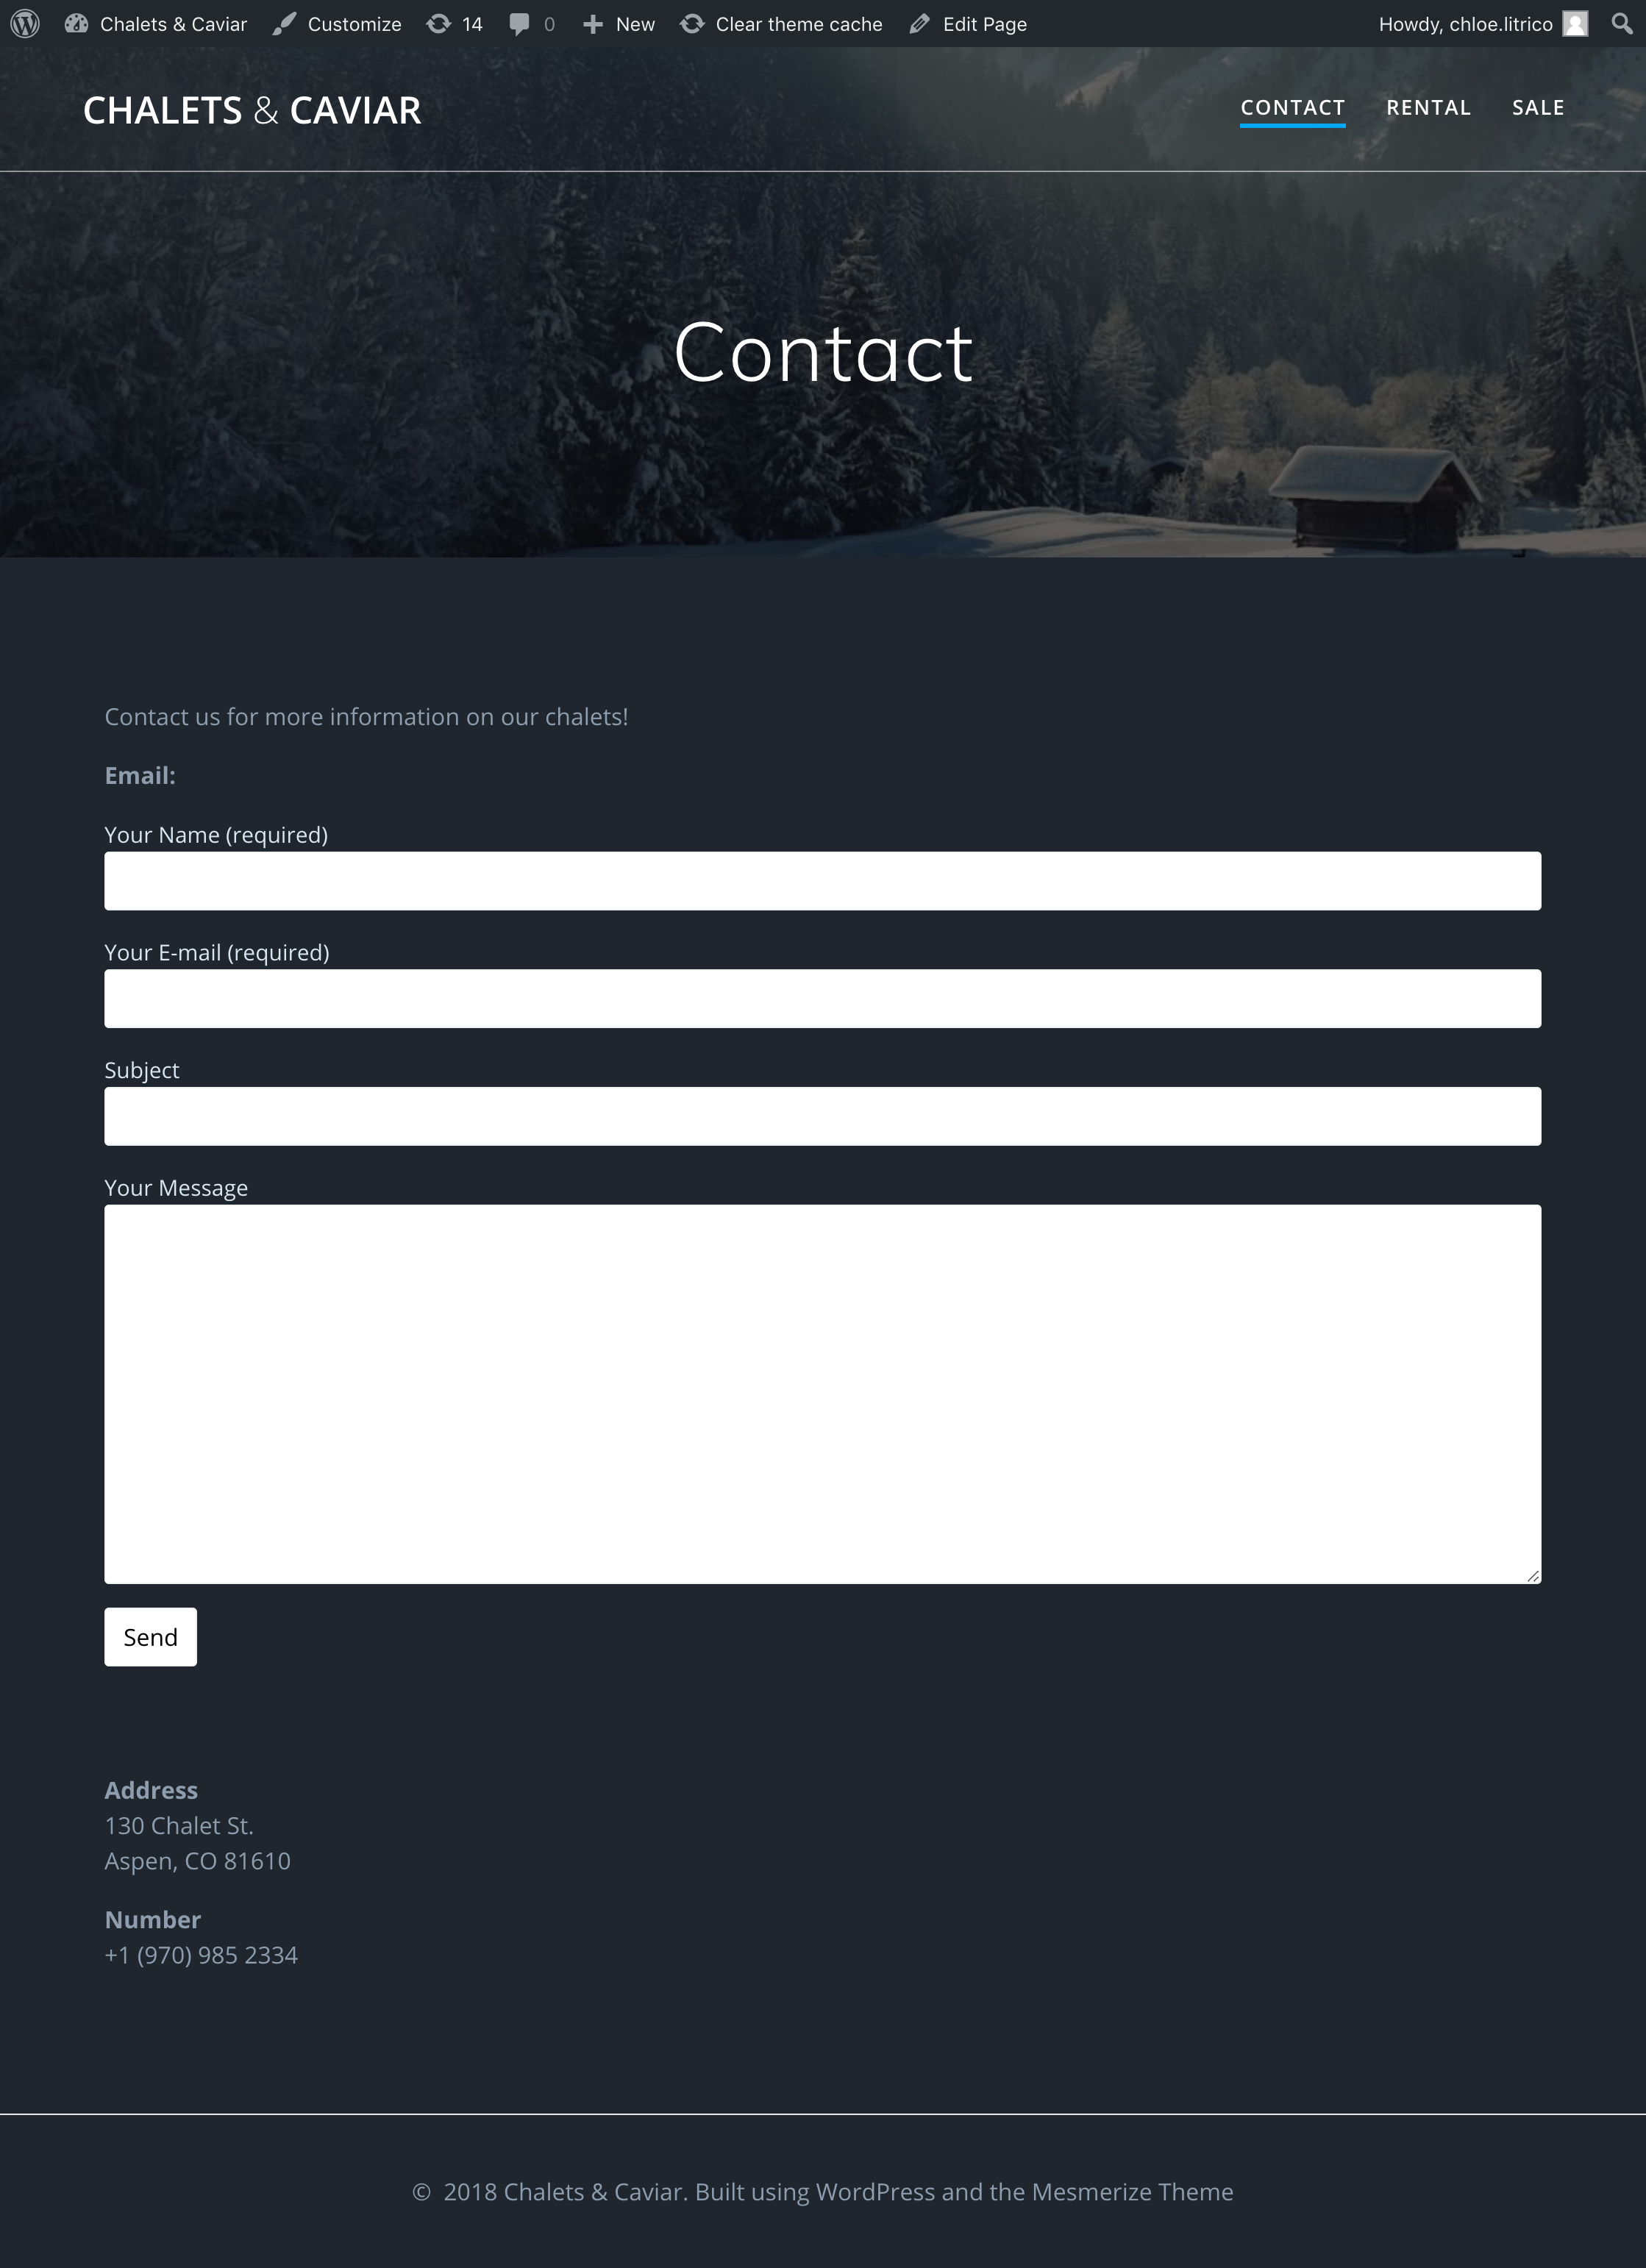 Chalets & Caviar Customize 14 0 New Clear theme cache Edit Page Howdy, chloe.litrico
CHALETS & CAVIAR CONTACT RENTAL SALE
Contact
Contact us for more information on our chalets!
Email:
Your Name (required)
Your E-mail (required)
Subject
Your Message
Send
Address
130 Chalet St.
Aspen, CO 81610
Number
+1 (970) 985 2334
© 2018 Chalets & Caviar. Built using WordPress and the Mesmerize Theme